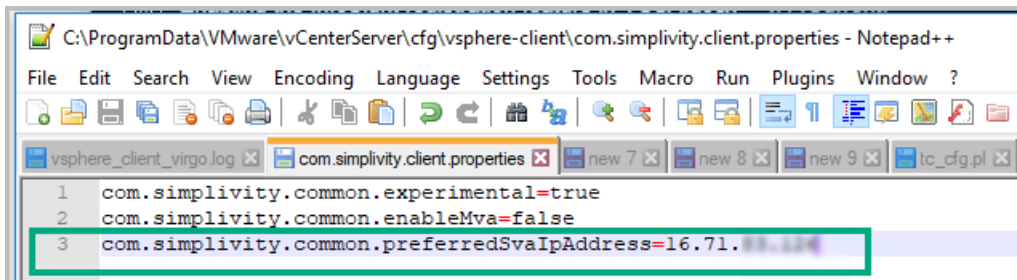 C:\ProgramData\VMware\vCenterServer\cfg\vsphere-client\com.simplivity.client.properties - Notepad++
File Edit Search View Encoding Language Settings Tools Macro Run Plugins Window ?
vsphere_client_virgo.log com.simplivity.client.properties new 7 new 8 new 9 tc_cfg.pl
1 com.simplivity.common.experimental=true
2 com.simplivity.common.enableMva=false
3 com.simplivity.common.preferredSvaIpAddress=16.71.